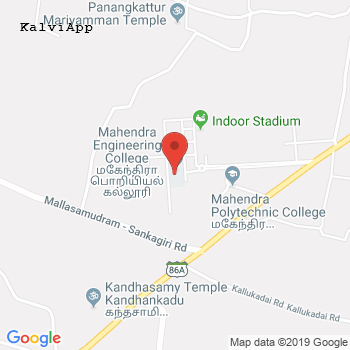 Panangkattur
Mariyamman Temple
KalviApp
Indoor Stadium
Mahendra
Engineering
College
மகேந்திரா
பொறியியல்
கல்லூரி
Mahendra
Polytechnic College
மகேந்திர...
Mallasamudram - Sankagiri Rd
86A
Kandhasamy Temple
Kandhankadu
கந்தசாமி...
Kallukadai Rd
Kallukadai Rd
Google
Map data ©2019 Google